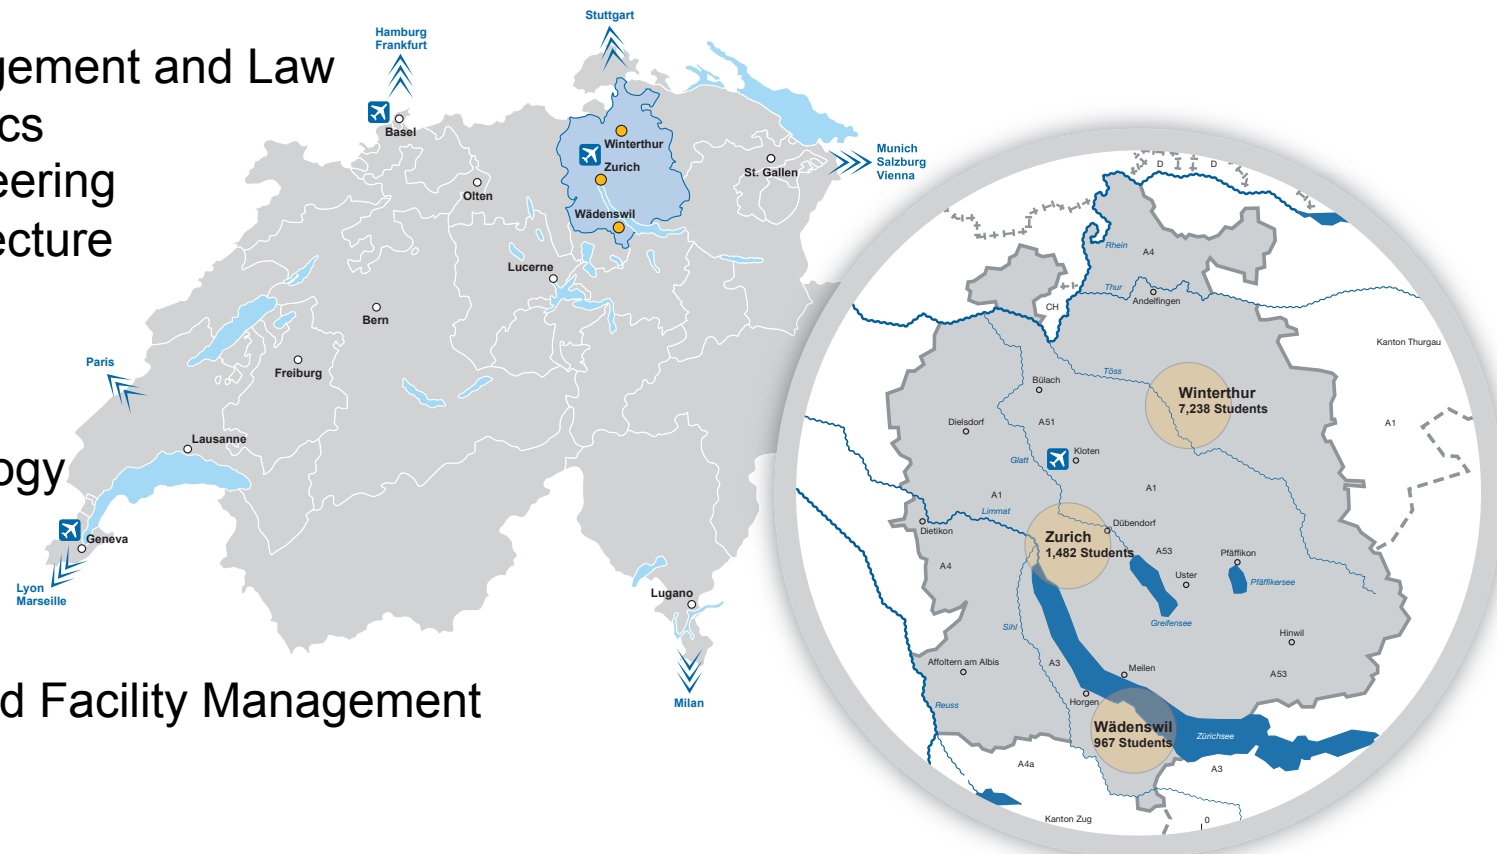 gement and Law
cs
eering
ecture
ogy
d Facility Management
Stuttgart
Hamburg
Frankfurt
Basel
Winterthur
Zurich
Wädenswil
St. Gallen
Munich
Salzburg
Vienna
Olten
Lucerne
Bern
Freiburg
Paris
Lausanne
Geneva
Lyon
Marseille
Lugano
Milan
D
D
Rhein
A4
Thur
Andelfingen
CH
Kanton Thurgau
Töss
Bülach
Winterthur
7,238 Students
Dielsdorf
A51
A1
Glatt
Kloten
A1
A1
Limmat
Dietikon
Dübendorf
Zurich
1,482 Students
A53
Pfäffikon
A4
Uster
Pfäffikersee
Greifensee
Sihl
Hinwil
Affoltern am Albis
A3
Meilen
A53
Horgen
Reuss
Wädenswil
967 Students
Zürichsee
A4a
A3
Kanton Zug
0